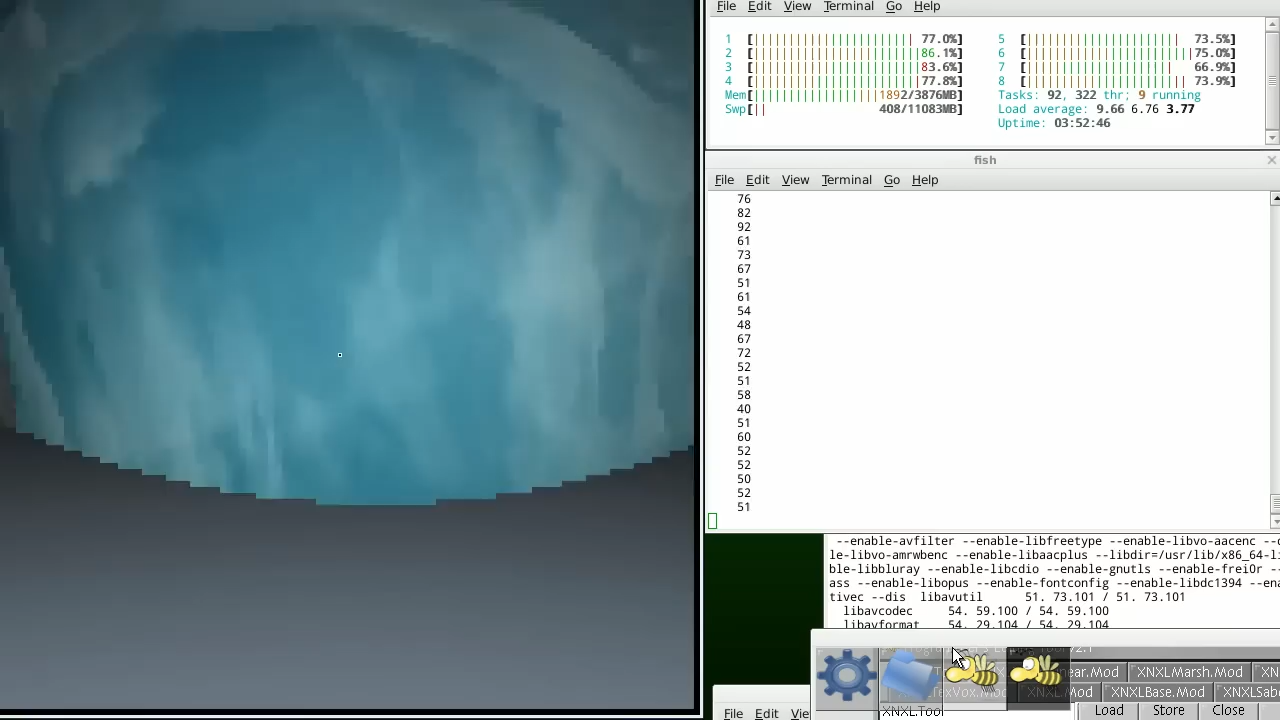 File Edit View Terminal Go Help
1 [ 77.0%] 5 [ 73.5%]
2 [ 86.1%] 6 [ 75.0%]
3 [ 83.6%] 7 [ 66.9%]
4 [ 77.8%] 8 [ 73.9%]
Mem[ 1892/3876MB] Tasks: 92, 322 thr; 9 running
Swp[ 408/11083MB] Load average: 9.66 6.76 3.77
Uptime: 03:52:46
fish
File Edit View Terminal Go Help
76
82
92
61
73
67
51
61
54
48
67
72
52
51
58
40
51
60
52
52
50
52
51
--enable-avfilter --enable-libfreetype --enable-libvo-aacenc
le-libvo-amrwbenc --enable-libaacplus --libdir=/usr/lib/x86_64-li
ble-libbluray --enable-libcdio --enable-gnutls --enable-frei0r
ass --enable-libopus --enable-fontconfig --enable-libdc1394 --ena
tivec --dis libavutil 51. 73.101 / 51. 73.101
libavcodec 54. 59.100 / 54. 59.100
libavformat 54. 29.104 / 54. 29.104
XNXLMarsh.Mod
XNXL.Mod XNXLBase.Mod XNXLSab
XNXL.Tool Load Store Close
File Edit Vie